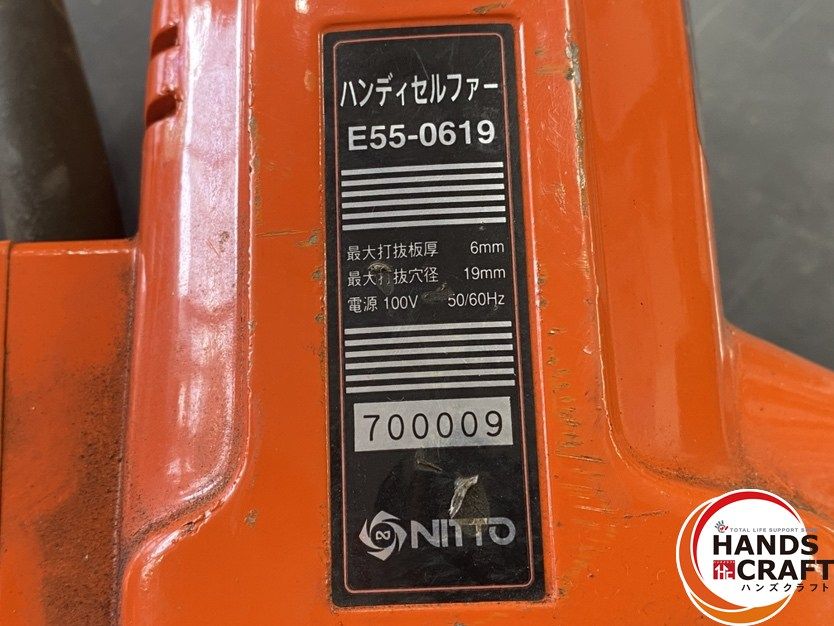 ハンディセルファー
E55-0619
最大打抜板厚 6mm
最大打抜穴径 19mm
電源 100V 50/60Hz
700009
NITTO
TOTAL LIFE SUPPORT
HANDS
CRAFT
ハンズクラフト